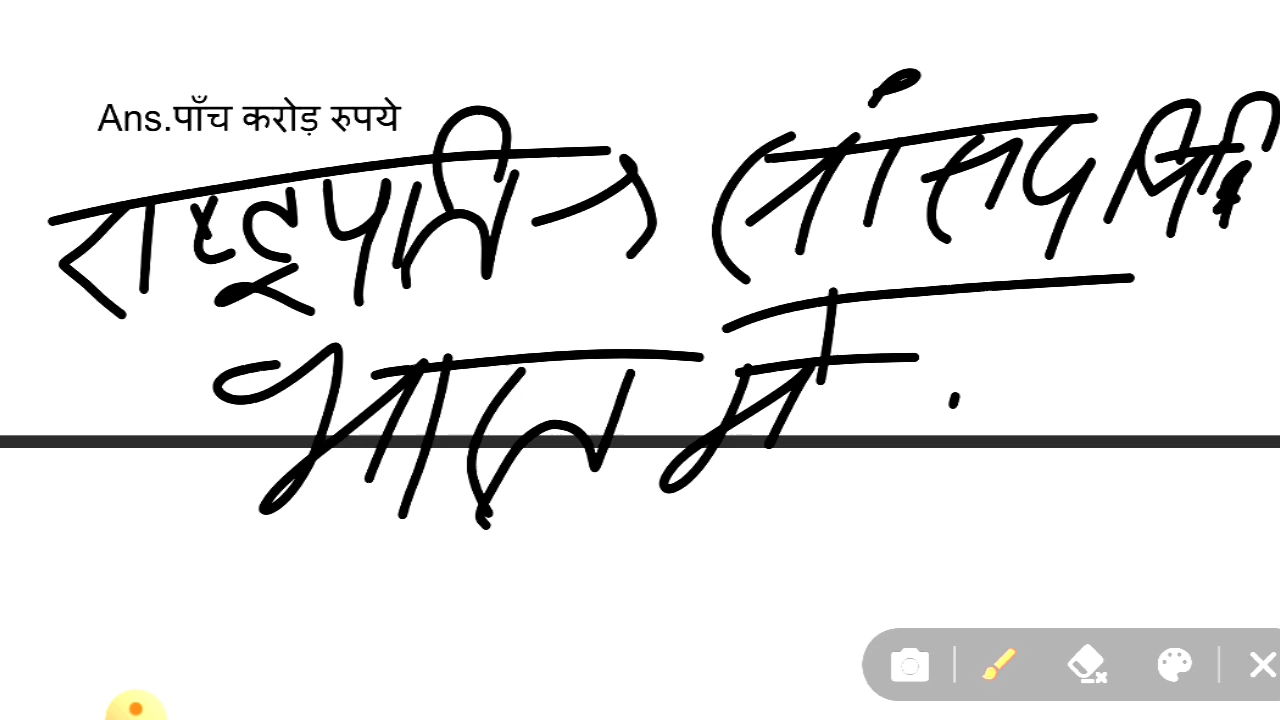 Ans.पाँच करोड़ रुपये
राष्ट्रपति → (सांसद निधि
भारत में .